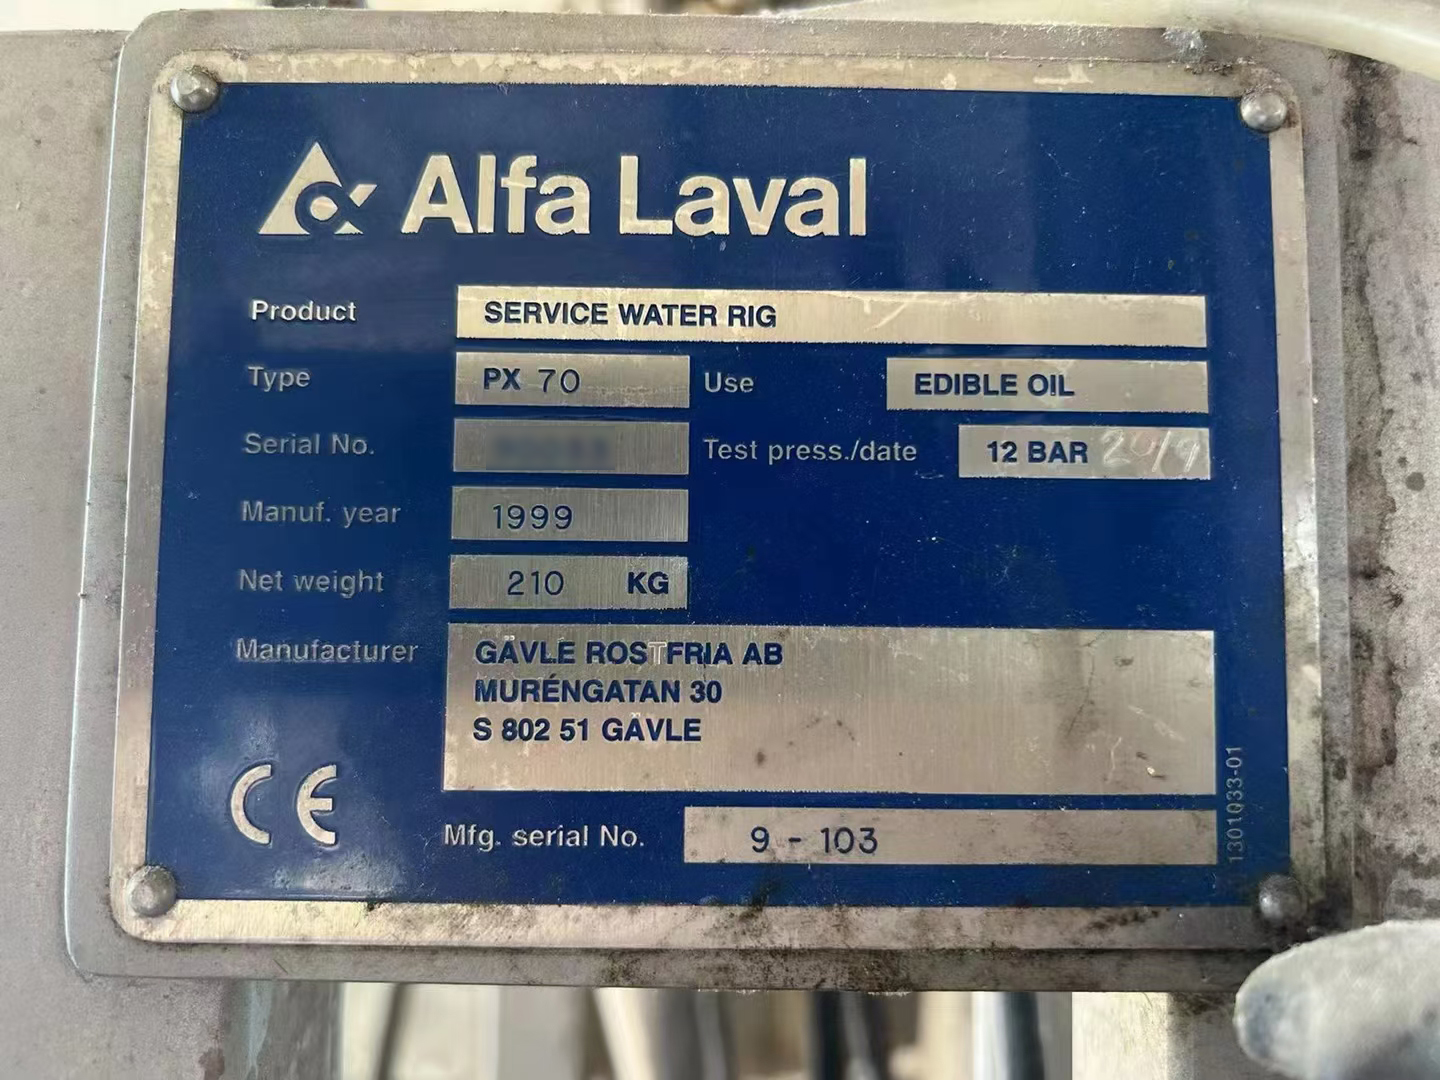 Alfa Laval
Product SERVICE WATER RIG
Type PX 70 Use EDIBLE OIL
Serial No. Test press./date 12 BAR 20/9
Manuf. year 1999
Net weight 210 KG
Manufacturer GÄVLE ROSTFRIA AB
MURÉNGATAN 30
S 802 51 GÄVLE
CE
Mfg. serial No. 9 - 103
1301033-01